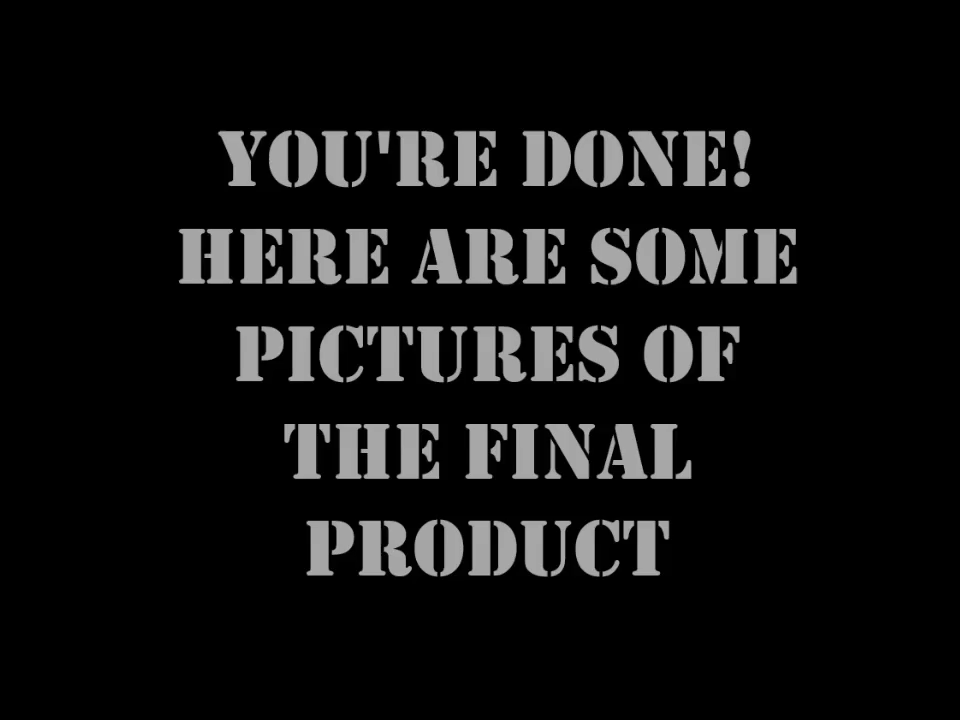 YOU'RE DONE!
HERE ARE SOME
PICTURES OF
THE FINAL
PRODUCT